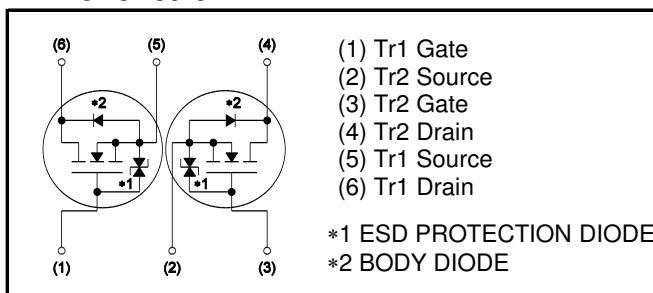 (6) (5) (4)
*2 *2
*1 *1
(1) (2) (3)
(1) Tr1 Gate
(2) Tr2 Source
(3) Tr2 Gate
(4) Tr2 Drain
(5) Tr1 Source
(6) Tr1 Drain
*1 ESD PROTECTION DIODE
*2 BODY DIODE